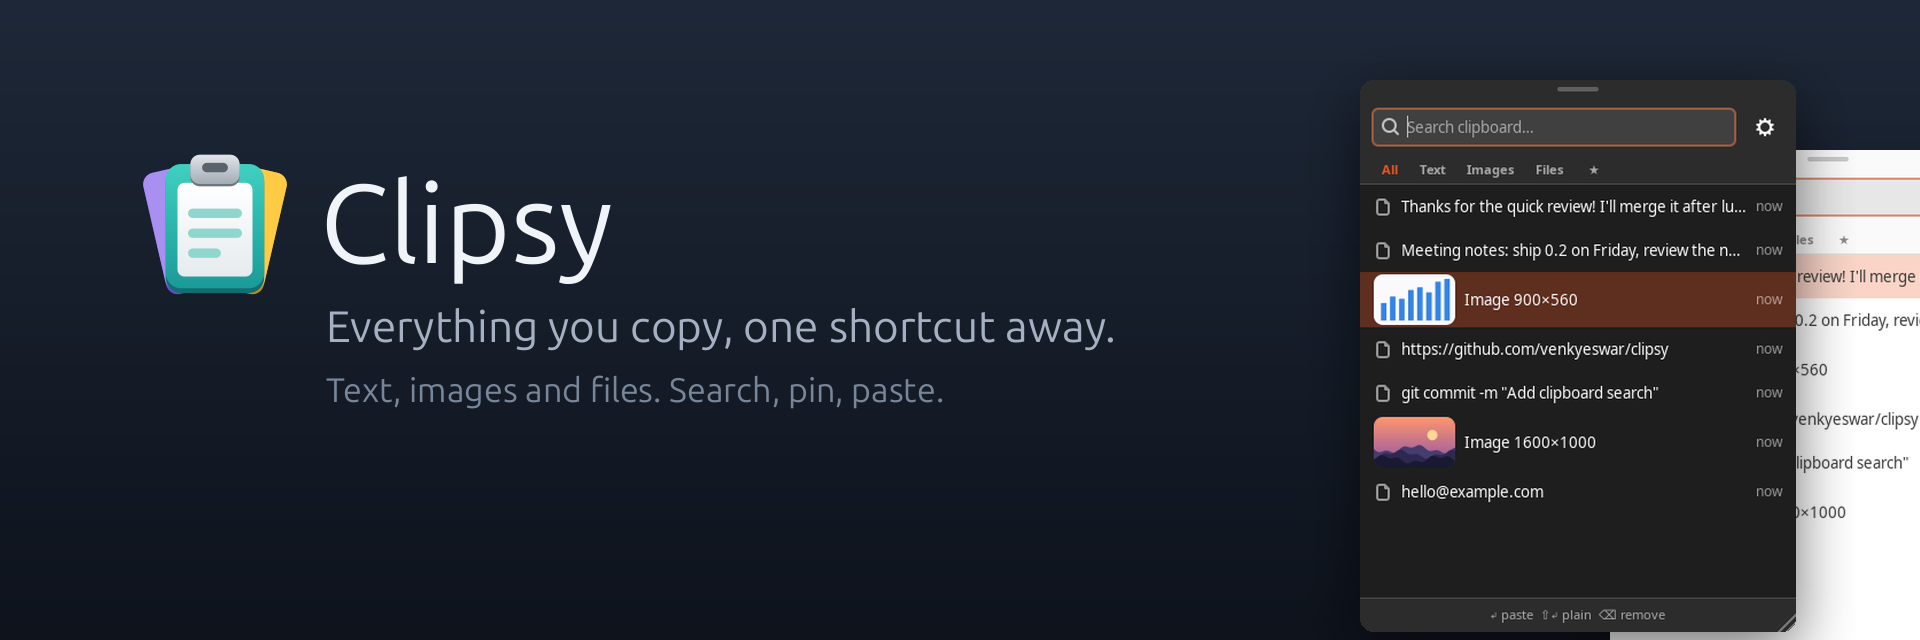 Clipsy
Everything you copy, one shortcut away.
Text, images and files. Search, pin, paste.
Search clipboard...
All Text Images Files ★
Thanks for the quick review! I'll merge it after lu... now
Meeting notes: ship 0.2 on Friday, review the n... now
Image 900×560 now
https://github.com/venkyeswar/clipsy now
git commit -m "Add clipboard search" now
Image 1600×1000 now
hello@example.com now
↲ paste ⇧↲ plain ⌫ remove
les ★
review! I'll merge
0.2 on Friday, revi
×560
venkyeswar/clipsy
lipboard search"
0×1000